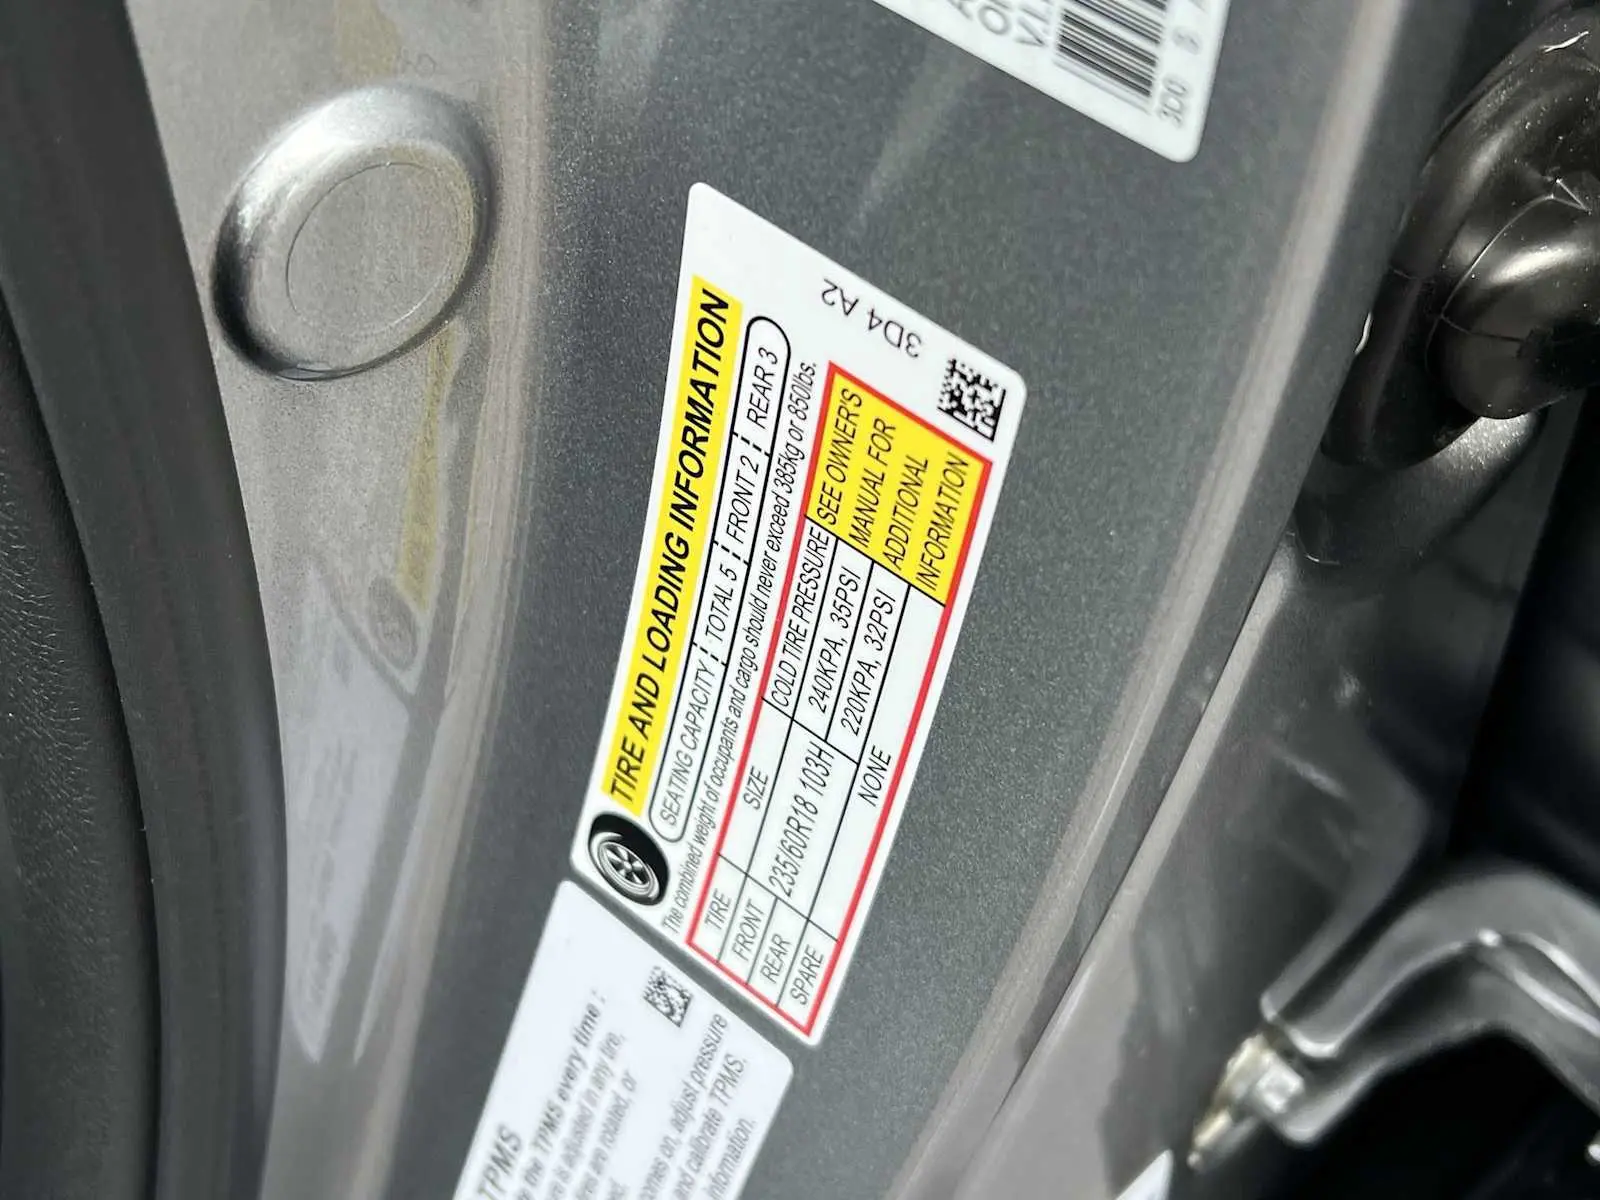 V.I.
3D0
3D4 A2
TIRE AND LOADING INFORMATION
SEATING CAPACITY TOTAL 5 FRONT 2 REAR 3
The combined weight of occupants and cargo should never exceed 385kg or 850lbs.
TIRE SIZE COLD TIRE PRESSURE SEE OWNER'S
MANUAL FOR
ADDITIONAL
INFORMATION
FRONT 235/60R18 103H 240KPA, 35PSI
REAR 220KPA, 32PSI
SPARE NONE
TPMS
the TPMS every time :
is adjusted in any tire,
are rotated, or
on, adjust pressure
and calibrate TPMS.